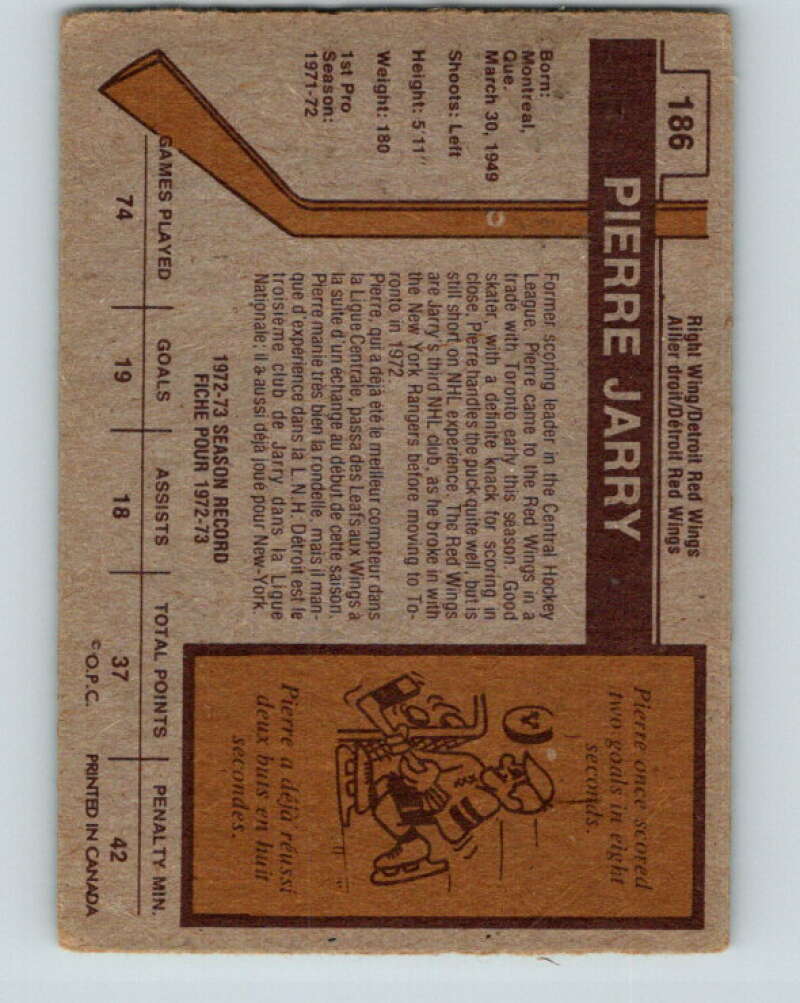 186
Right Wing/Detroit Red Wings
Ailier droit/Détroit Red Wings
PIERRE JARRY
Born:
Montreal,
Que.
March 30, 1949
Shoots: Left
Height: 5'11"
Weight: 180
1st Pro
Season:
1971-72
Former scoring leader in the Central Hockey
League, Pierre came to the Red Wings in a
trade with Toronto early this season. Good
skater, with a definite knack for scoring in
close, Pierre handles the puck quite well, but is
still short on NHL experience. The Red Wings
are Jarry's third NHL club, as he broke in with
the New York Rangers before moving to To-
ronto in 1972.
Pierre, qui a déjà été le meilleur compteur dans
la Ligue Centrale, passa des Leafs aux Wings à
la suite d'un échange au début de cette saison.
Pierre manie très bien la rondelle, mais il man-
que d'expérience dans la L.N.H. Détroit est le
troisième club de Jarry dans la Ligue
Nationale; il a aussi déjà joué pour New-York.
Pierre once scored
two goals in eight
seconds.
Pierre a déjà réussi
deux buts en huit
secondes.
1972-73 SEASON RECORD
FICHE POUR 1972-73
GAMES PLAYED GOALS ASSISTS TOTAL POINTS PENALTY MIN.
74 19 18 37 42
©O.P.C. PRINTED IN CANADA